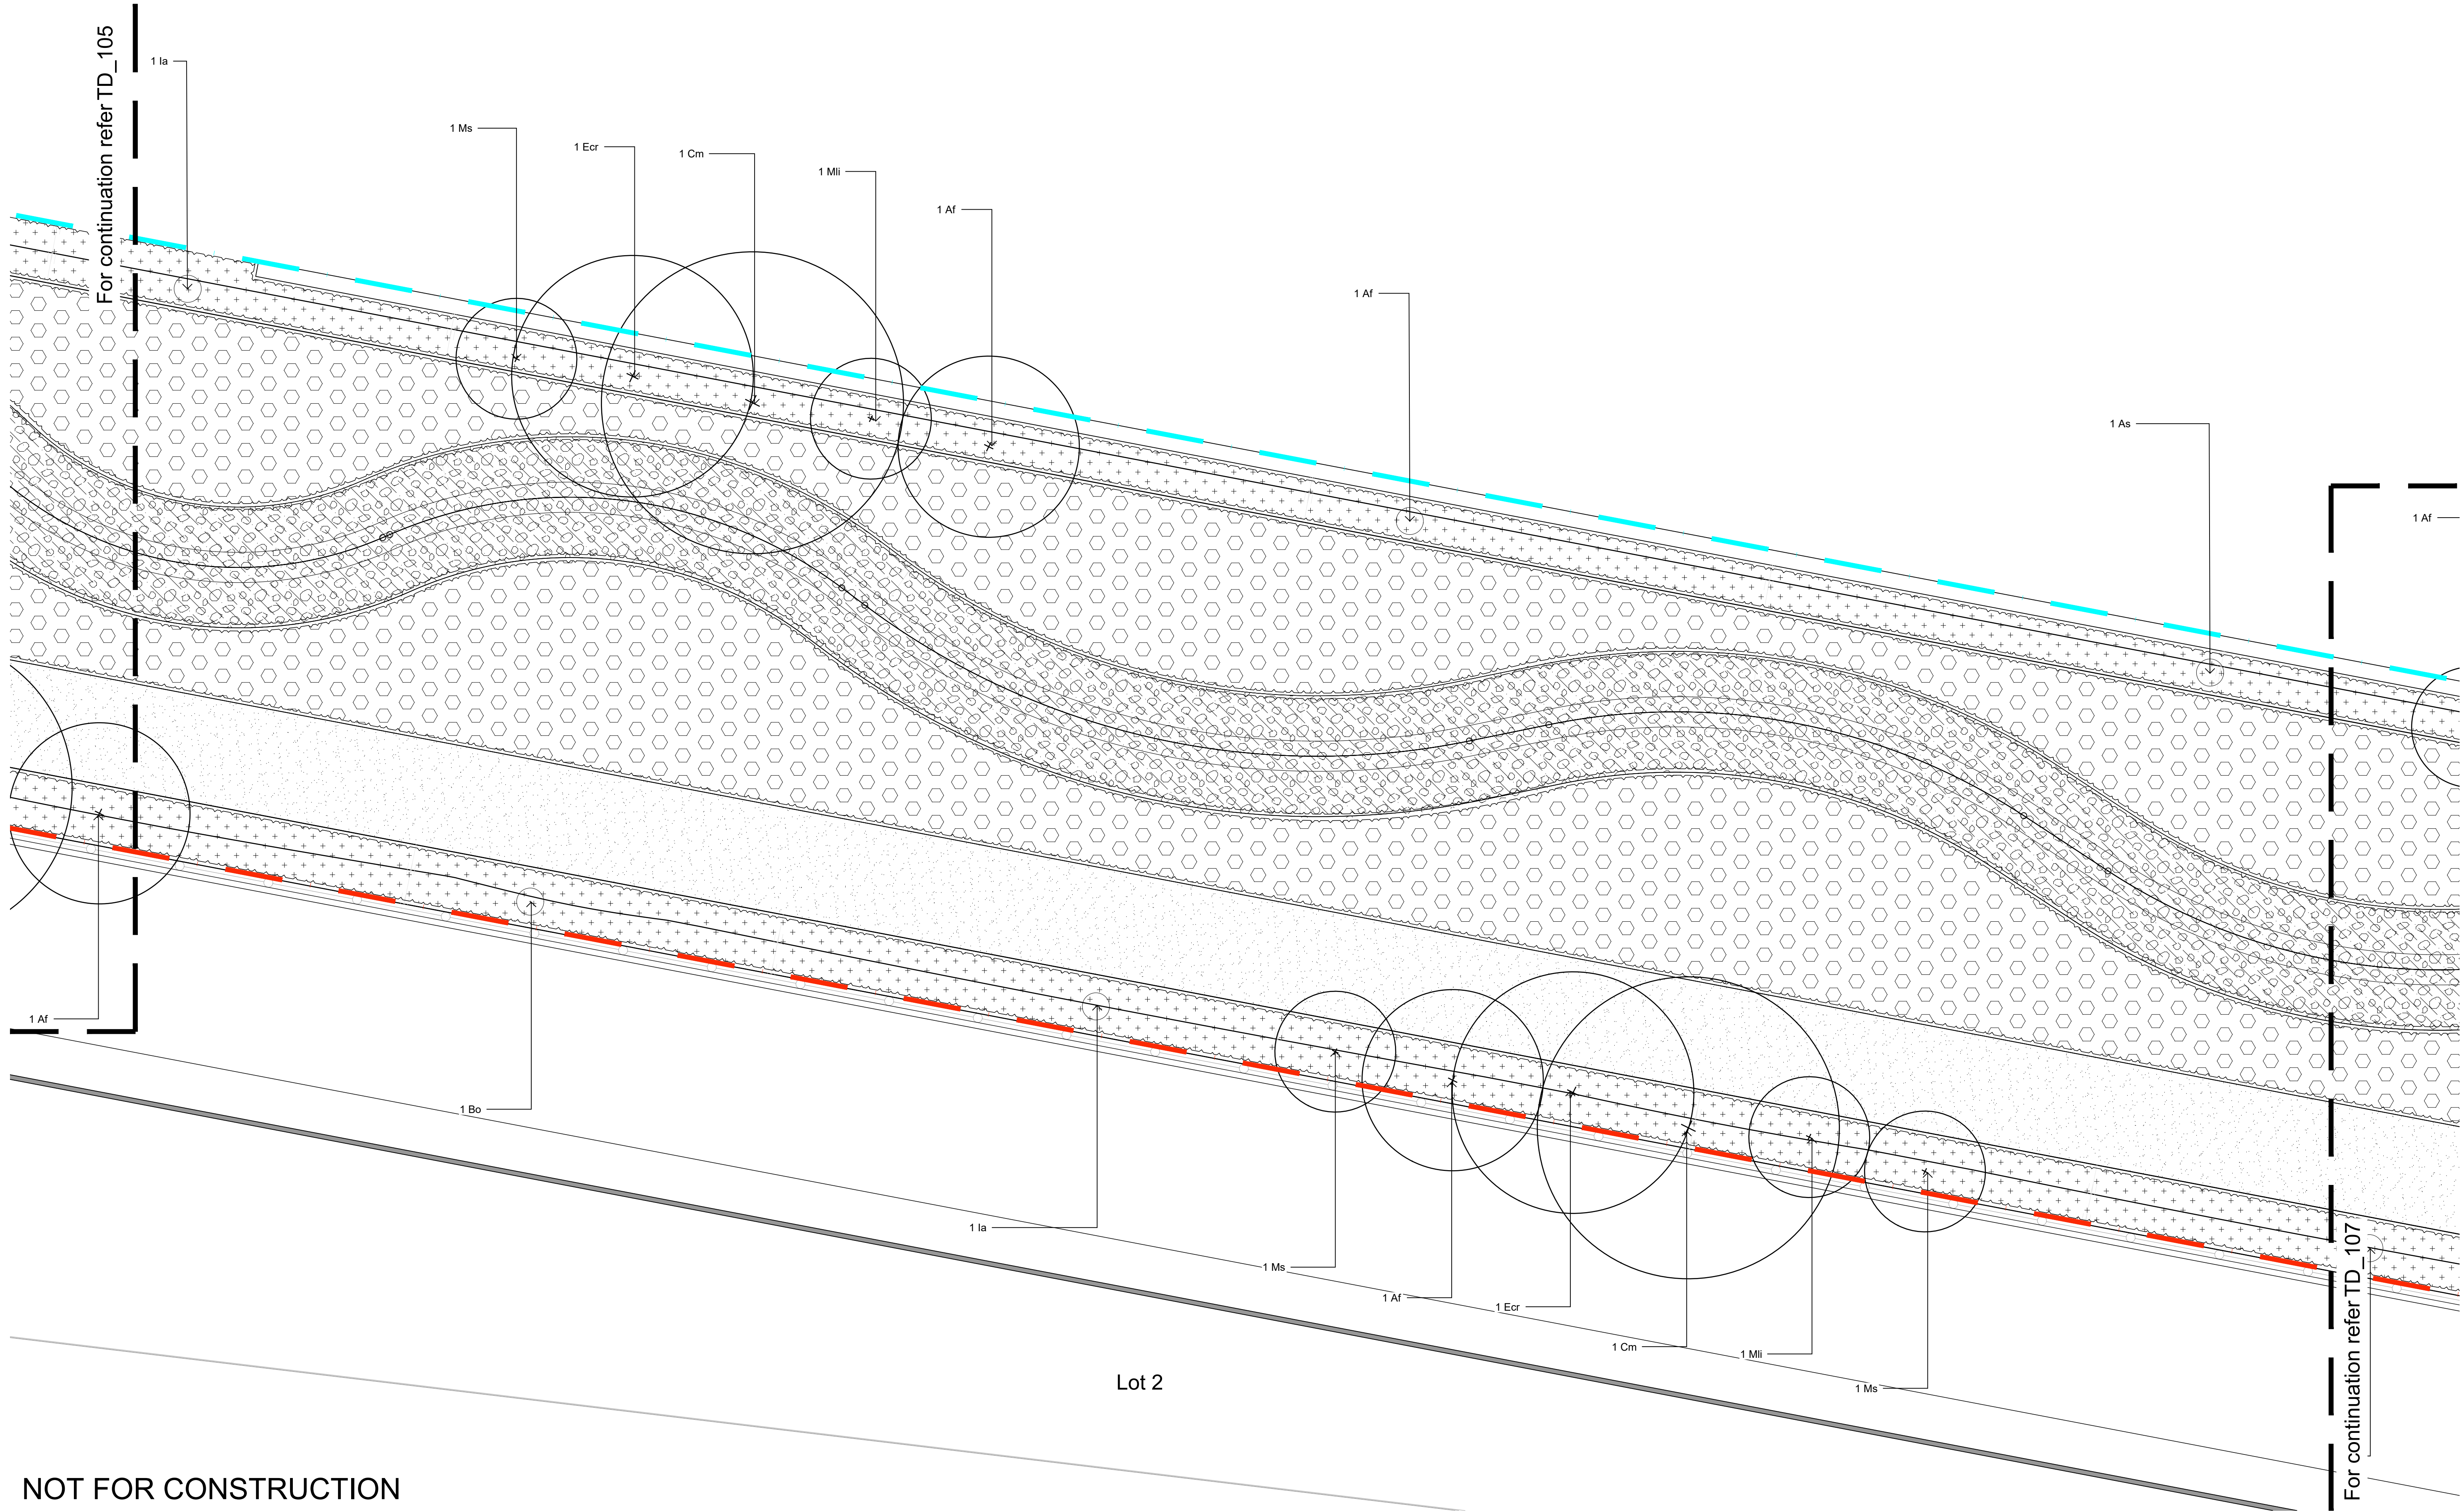 For continuation refer TD_105
1 Ia
1 Ms
1 Ecr
1 Cm
1 Mli
1 Af
1 Af
1 As
1 Af
1 Af
1 Bo
1 Ia
1 Ms
1 Af
1 Ecr
1 Cm
1 Mli
1 Ms
Lot 2
For continuation refer TD_107
NOT FOR CONSTRUCTION